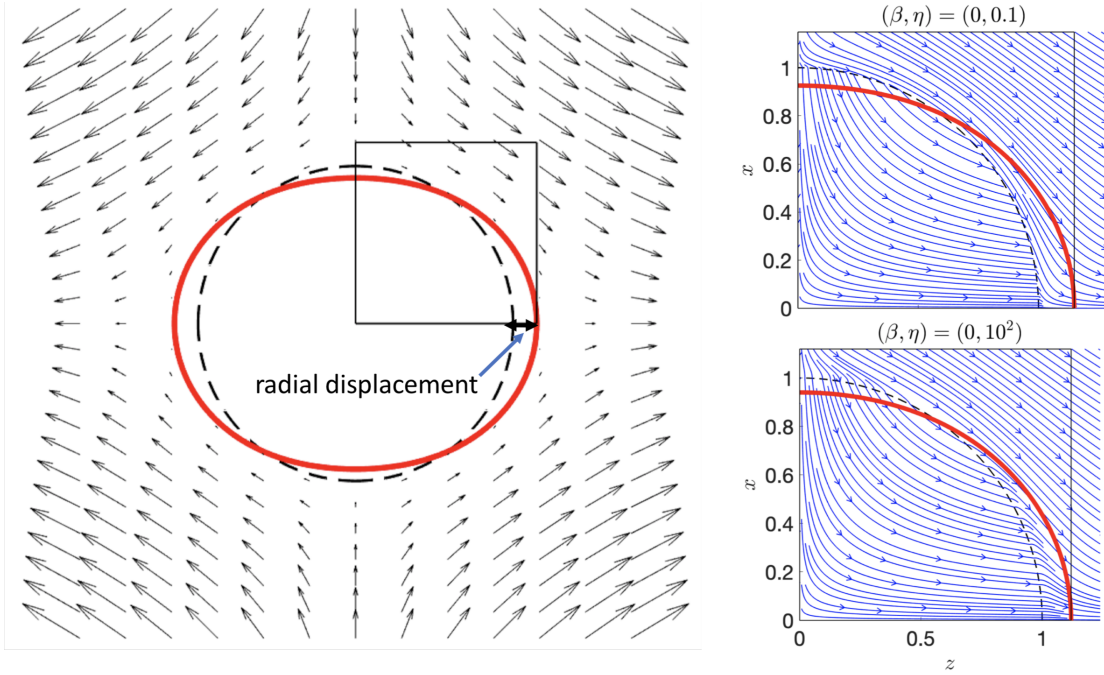 radial displacement
(β, η) = (0, 0.1)
1
0.8
0.6
x
0.4
0.2
0
(β, η) = (0, 10²)
1
0.8
0.6
x
0.4
0.2
0
0 0.5 1
z